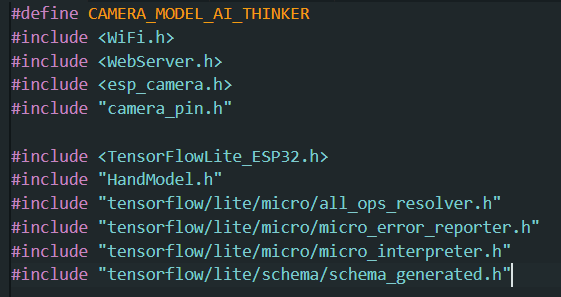 #define CAMERA_MODEL_AI_THINKER
#include <WiFi.h>
#include <WebServer.h>
#include <esp_camera.h>
#include "camera_pin.h"
#include <TensorFlowLite_ESP32.h>
#include "HandModel.h"
#include "tensorflow/lite/micro/all_ops_resolver.h"
#include "tensorflow/lite/micro/micro_error_reporter.h"
#include "tensorflow/lite/micro/micro_interpreter.h"
#include "tensorflow/lite/schema/schema_generated.h"